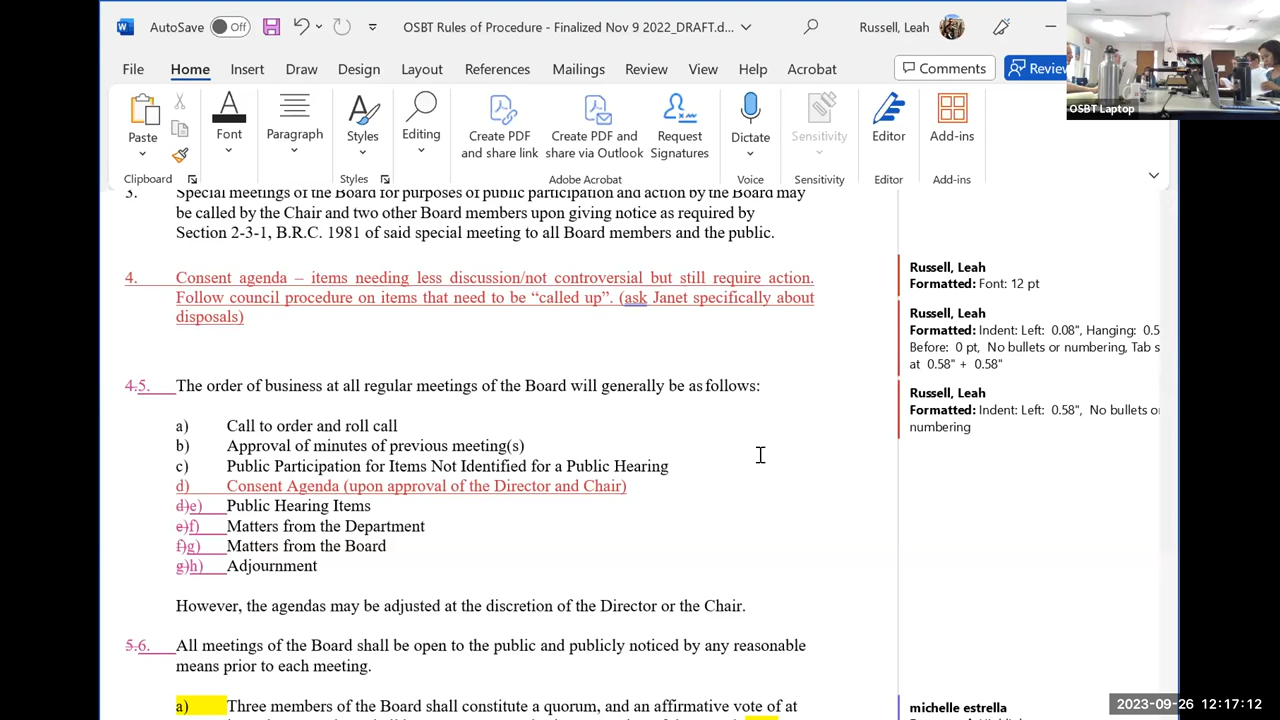 AutoSave Off OSBT Rules of Procedure - Finalized Nov 9 2022_DRAFT.d... Russell, Leah
File Home Insert Draw Design Layout References Mailings Review View Help Acrobat Comments
Paste Font Paragraph Styles Editing Create PDF and share link Create PDF and share via Outlook Request Signatures Dictate Sensitivity Editor Add-ins
Clipboard Styles Adobe Acrobat Voice Sensitivity Editor Add-ins
OSBT Laptop
3. Special meetings of the Board for purposes of public participation and action by the Board may
be called by the Chair and two other Board members upon giving notice as required by
Section 2-3-1, B.R.C. 1981 of said special meeting to all Board members and the public.
4. Consent agenda – items needing less discussion/not controversial but still require action.
Follow council procedure on items that need to be “called up”. (ask Janet specifically about
disposals)
4.5. The order of business at all regular meetings of the Board will generally be as follows:
a) Call to order and roll call
b) Approval of minutes of previous meeting(s)
c) Public Participation for Items Not Identified for a Public Hearing
d) Consent Agenda (upon approval of the Director and Chair)
d)e) Public Hearing Items
e)f) Matters from the Department
f)g) Matters from the Board
g)h) Adjournment
However, the agendas may be adjusted at the discretion of the Director or the Chair.
5.6. All meetings of the Board shall be open to the public and publicly noticed by any reasonable
means prior to each meeting.
a) Three members of the Board shall constitute a quorum, and an affirmative vote of at
Russell, Leah
Formatted: Font: 12 pt
Russell, Leah
Formatted: Indent: Left: 0.08", Hanging: 0.5
Before: 0 pt, No bullets or numbering, Tab s
at 0.58" + 0.58"
Russell, Leah
Formatted: Indent: Left: 0.58", No bullets or
numbering
michelle estrella
2023-09-26 12:17:12